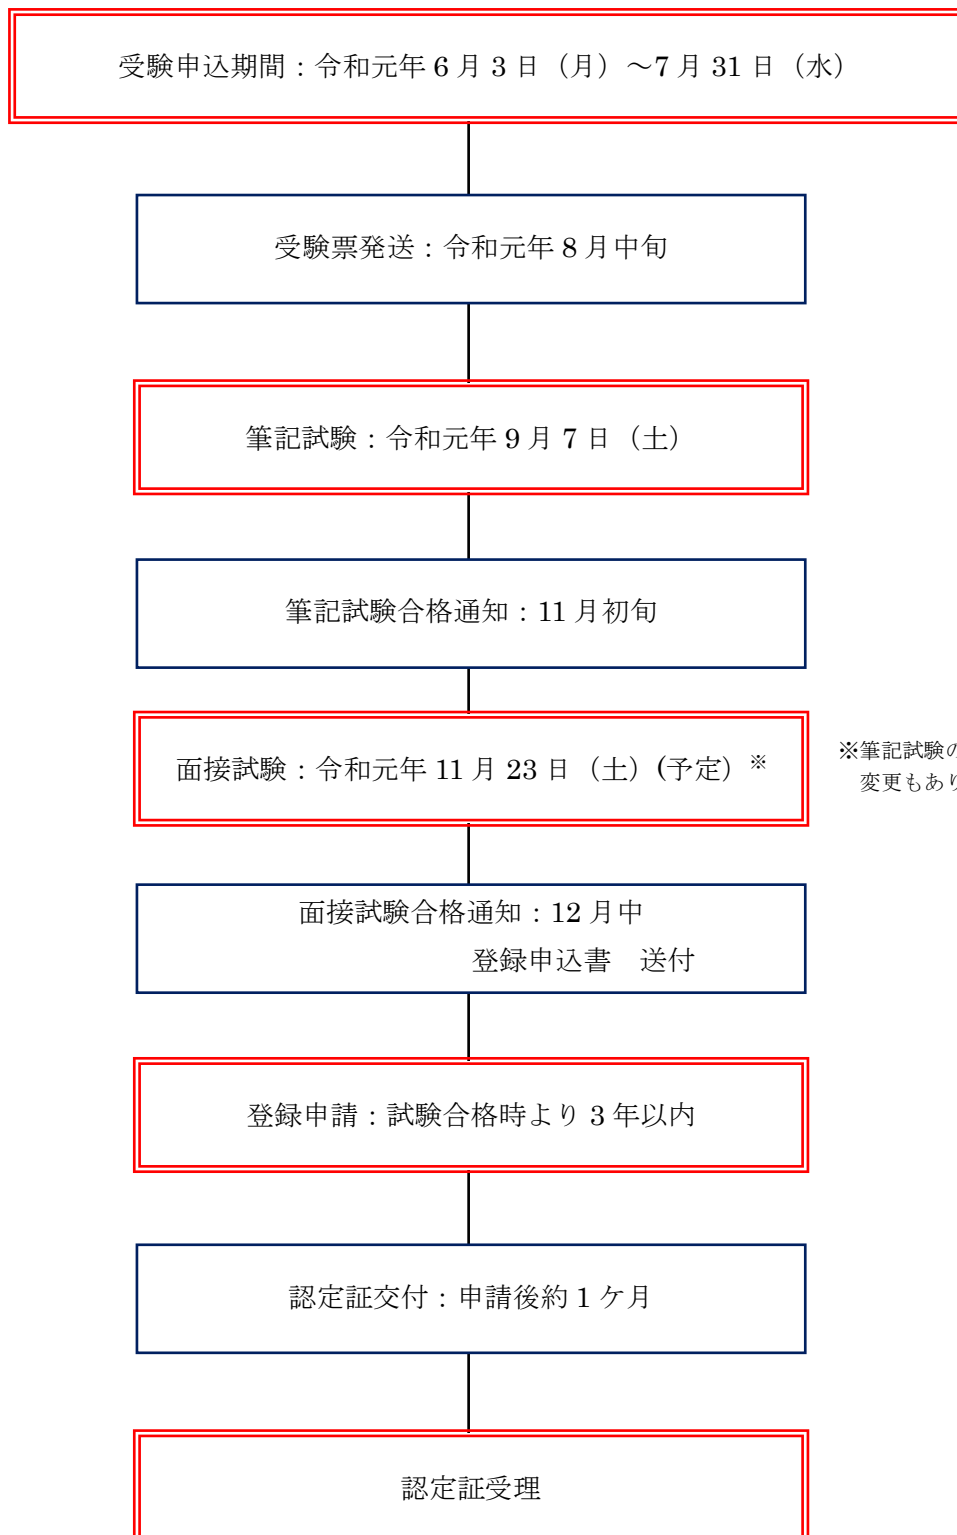 受験申込期間：令和元年 6 月 3 日（月）～7 月 31 日（水）
受験票発送：令和元年 8 月中旬
筆記試験：令和元年 9 月 7 日（土）
筆記試験合格通知：11 月初旬
面接試験：令和元年 11 月 23 日（土）(予定）※
※筆記試験の
変更もあり
面接試験合格通知：12 月中
登録申込書　送付
登録申請：試験合格時より 3 年以内
認定証交付：申請後約 1 ケ月
認定証受理